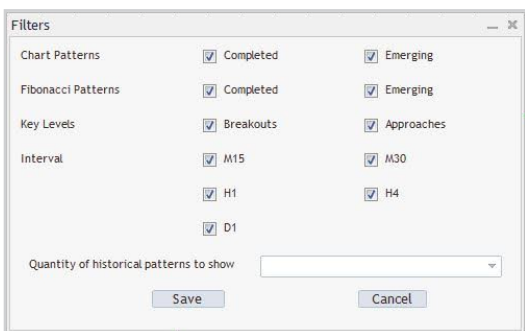 Filters
Chart Patterns Completed Emerging
Fibonacci Patterns Completed Emerging
Key Levels Breakouts Approaches
Interval M15 M30
H1 H4
D1
Quantity of historical patterns to show
Save Cancel